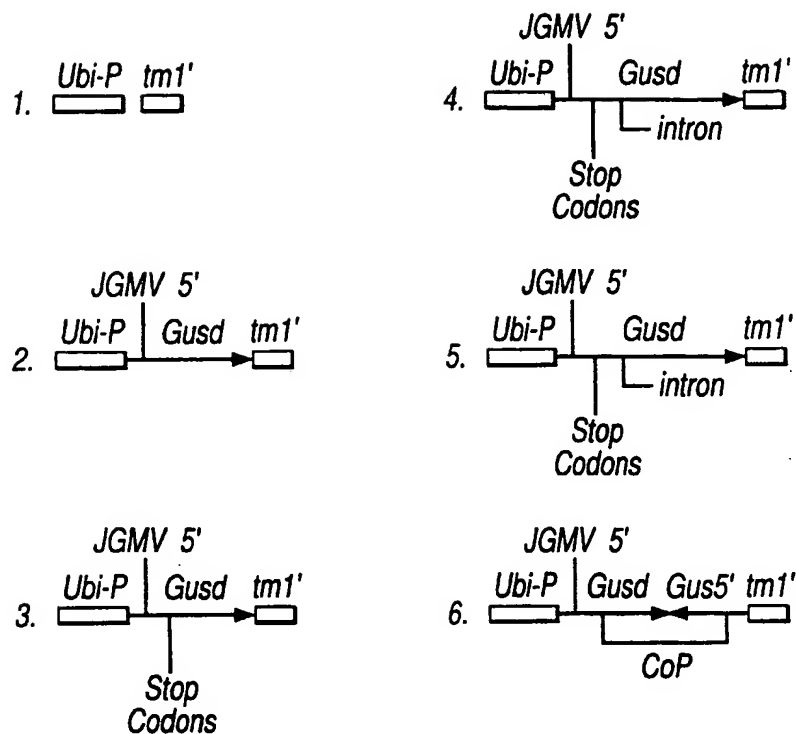 1. Ubi-P tm1'
2. JGMV 5'
Ubi-P Gusd tm1'
3. JGMV 5'
Ubi-P Gusd tm1'
Stop
Codons
4. JGMV 5'
Ubi-P Gusd tm1'
intron
Stop
Codons
5. JGMV 5'
Ubi-P Gusd tm1'
intron
Stop
Codons
6. JGMV 5'
Ubi-P Gusd Gus5' tm1'
CoP